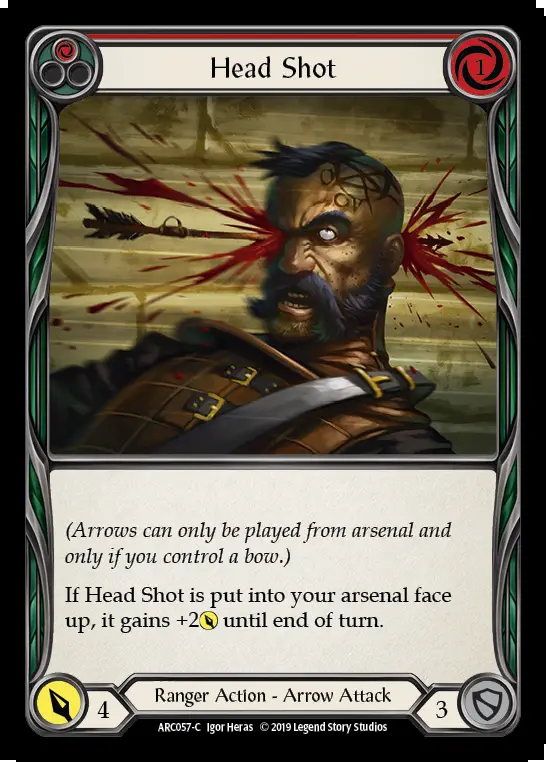 Head Shot
1
(Arrows can only be played from arsenal and
only if you control a bow.)
If Head Shot is put into your arsenal face
up, it gains +2 until end of turn.
4
Ranger Action - Arrow Attack
3
ARC057-C Igor Heras © 2019 Legend Story Studios